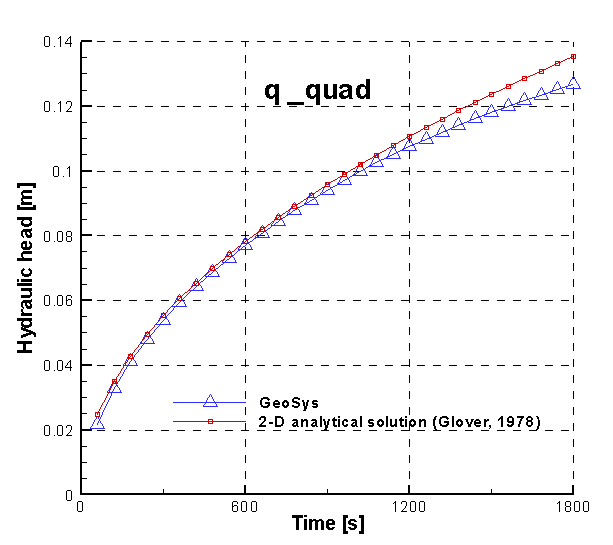 0.14
q_quad
0.12
0.1
0.08
0.06
0.04
0.02
0
Hydraulic head [m]
GeoSys
2-D analytical solution (Glover, 1978)
0 600 1200 1800
Time [s]